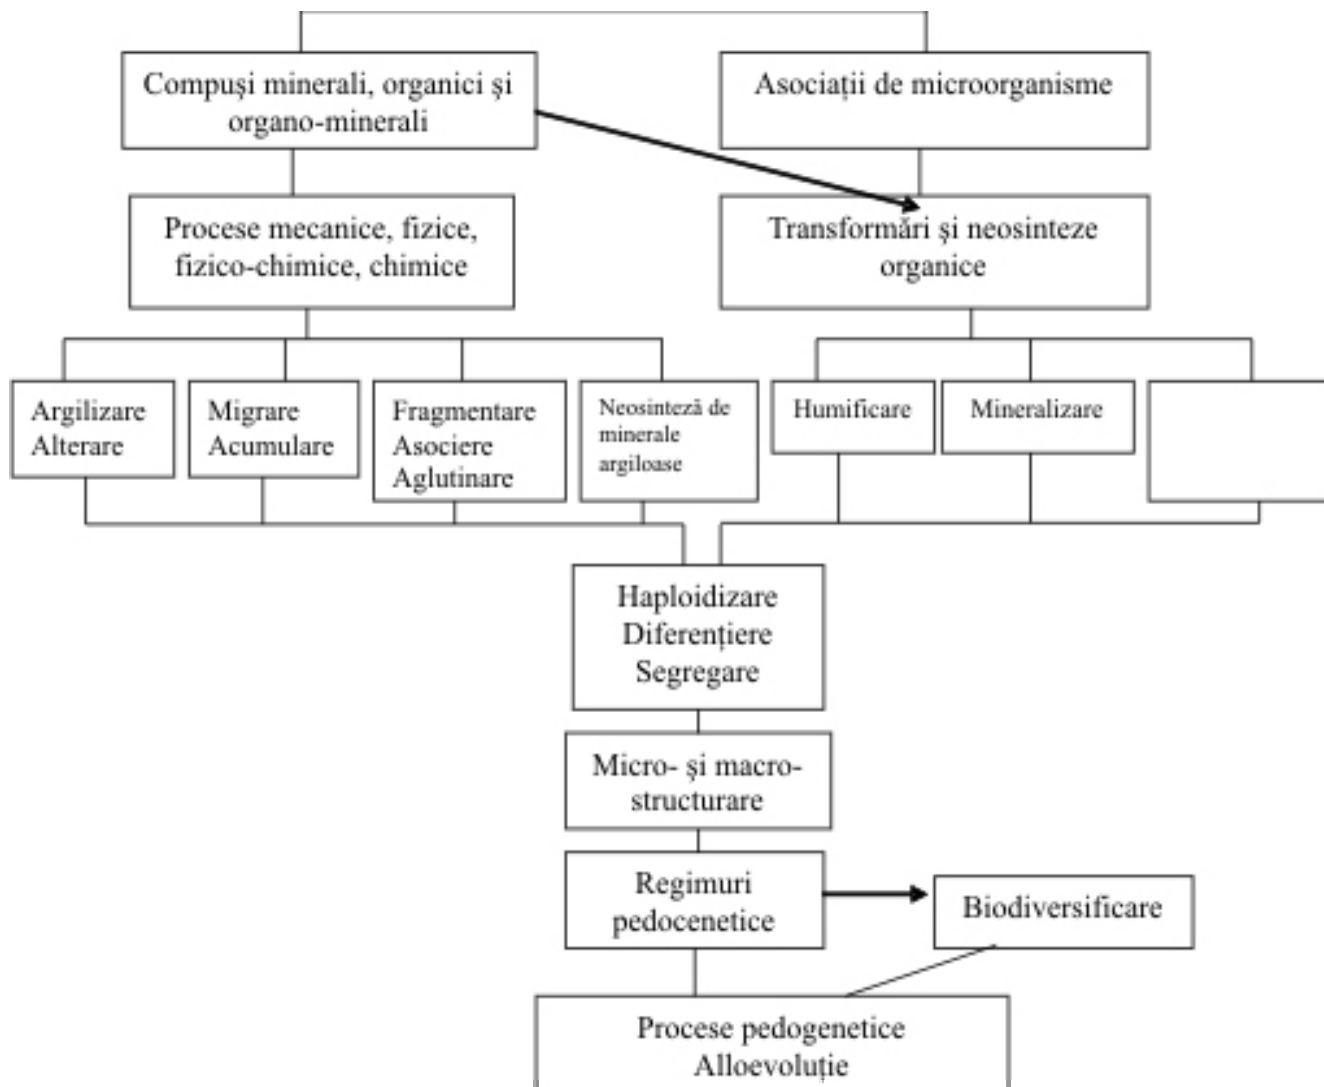 Compuşi minerali, organici şi
organo-minerali
Asociații de microorganisme
Procese mecanice, fizice,
fizico-chimice, chimice
Transformări şi neosinteze
organice
Argilizare
Alterare
Migrare
Acumulare
Fragmentare
Asociere
Aglutinare
Neosinteză de
minerale
argiloase
Humificare
Mineralizare
Haploidizare
Diferențiere
Segregare
Micro- şi macro-
structurare
Regimuri
pedocenetice
Biodiversificare
Procese pedogenetice
Alloevoluție